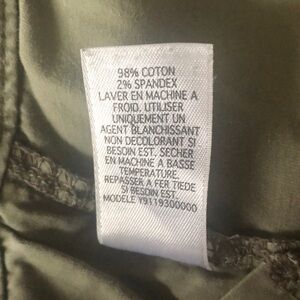 98% COTON
2% SPANDEX
LAVER EN MACHINE A
FROID. UTILISER
UNIQUEMENT UN
AGENT BLANCHISSANT
NON DECOLORANT SI
BESOIN EST. SECHER
EN MACHINE A BASSE
TEMPERATURE.
REPASSER A FER TIEDE
SI BESOIN EST.
MODELE Y9119300000